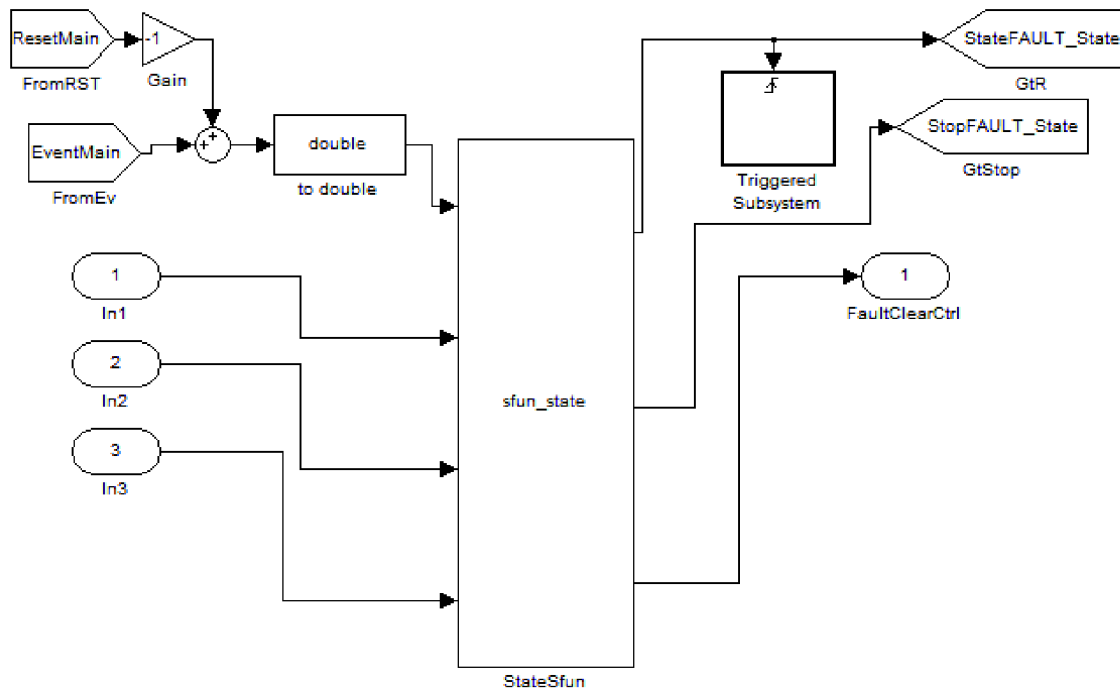 ResetMain
-1
FromRST
Gain
StateFAULT_State
GtR
StopFAULT_State
GtStop
Triggered
Subsystem
EventMain
FromEv
+
+
double
to double
1
In1
2
In2
3
In3
sfun_state
StateSfun
1
FaultClearCtrl